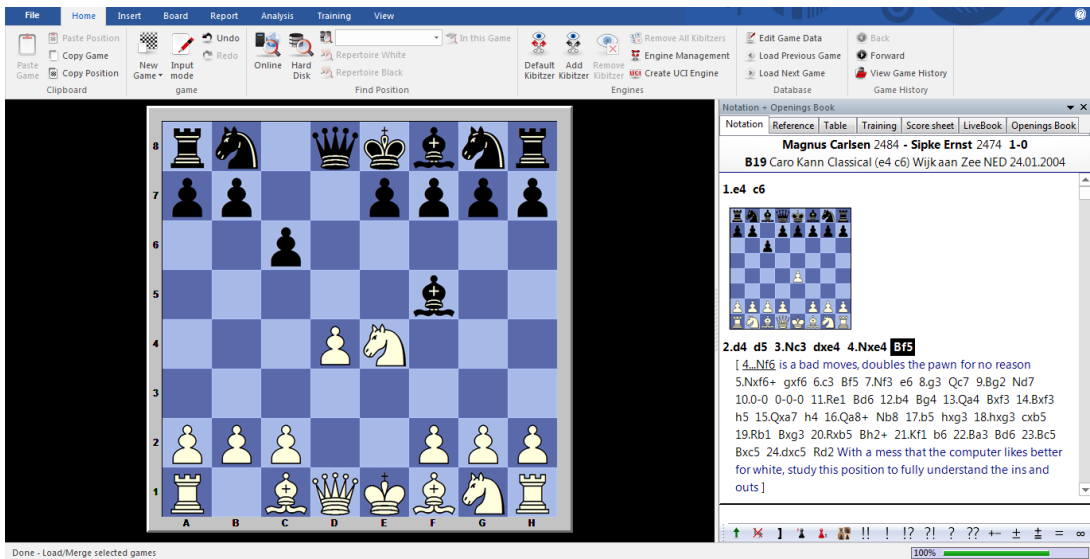 File Home Insert Board Report Analysis Training View
Paste Game
Paste Position
Copy Game
Copy Position
Clipboard
New Game
Input mode
Undo
Redo
game
Online
Hard Disk
In this Game
Repertoire White
Repertoire Black
Find Position
Default Kibitzer
Add Kibitzer
Remove Kibitzer
Remove All Kibitzers
Engine Management
UCI Create UCI Engine
Engines
Edit Game Data
Load Previous Game
Load Next Game
Database
Back
Forward
View Game History
Game History
8
7
6
5
4
3
2
1
A B C D E F G H
Notation + Openings Book
Notation Reference Table Training Score sheet LiveBook Openings Book
Magnus Carlsen 2484 - Sipke Ernst 2474 1-0
B19 Caro Kann Classical (e4 c6) Wijk aan Zee NED 24.01.2004
1.e4 c6
2.d4 d5 3.Nc3 dxe4 4.Nxe4 Bf5
[ 4...Nf6 is a bad moves, doubles the pawn for no reason
5.Nxf6+ gxf6 6.c3 Bf5 7.Nf3 e6 8.g3 Qc7 9.Bg2 Nd7
10.0-0 0-0-0 11.Re1 Bd6 12.b4 Bg4 13.Qa4 Bxf3 14.Bxf3
h5 15.Qxa7 h4 16.Qa8+ Nb8 17.b5 hxg3 18.hxg3 cxb5
19.Rb1 Bxg3 20.Rxb5 Bh2+ 21.Kf1 b6 22.Ba3 Bd6 23.Bc5
Bxc5 24.dxc5 Rd2 With a mess that the computer likes better
for white, study this position to fully understand the ins and
outs ]
] !! ! !? ?! ? ?? +− ± ⩲ = ∞
Done - Load/Merge selected games
100%